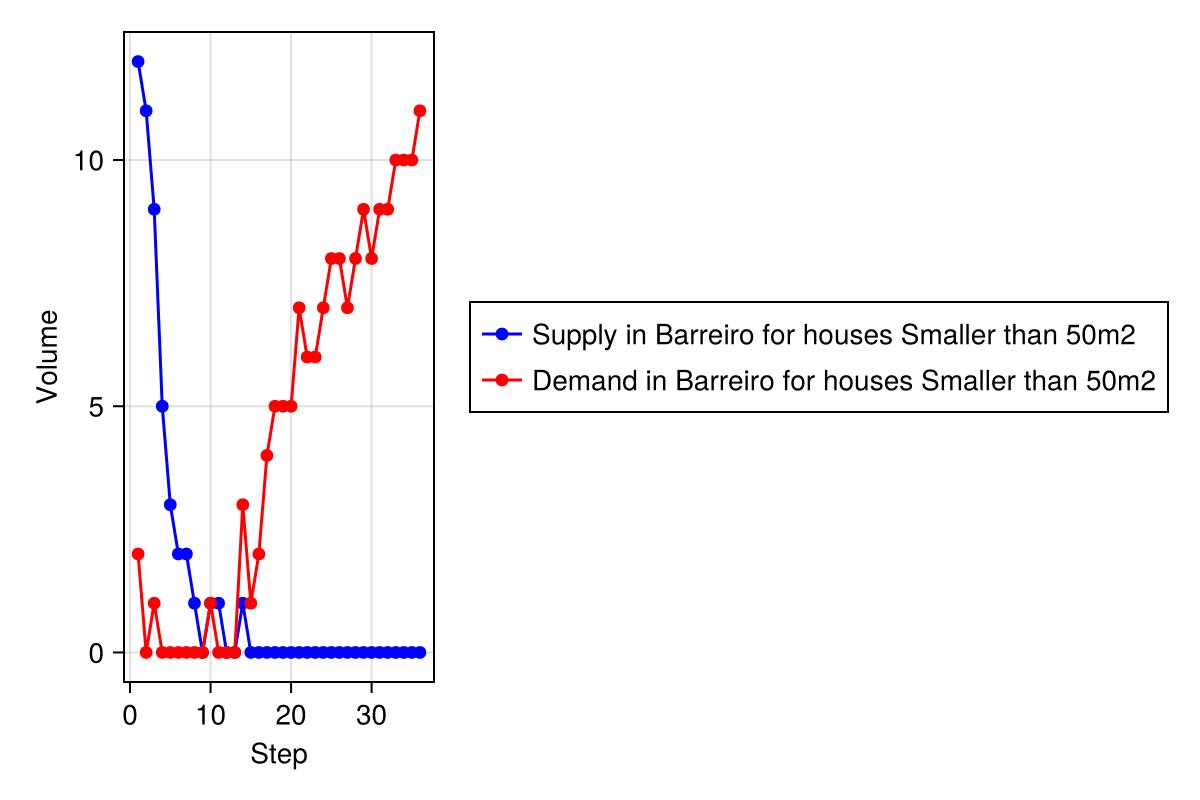 10
5
0
Volume
0 10 20 30
Step
Supply in Barreiro for houses Smaller than 50m2
Demand in Barreiro for houses Smaller than 50m2